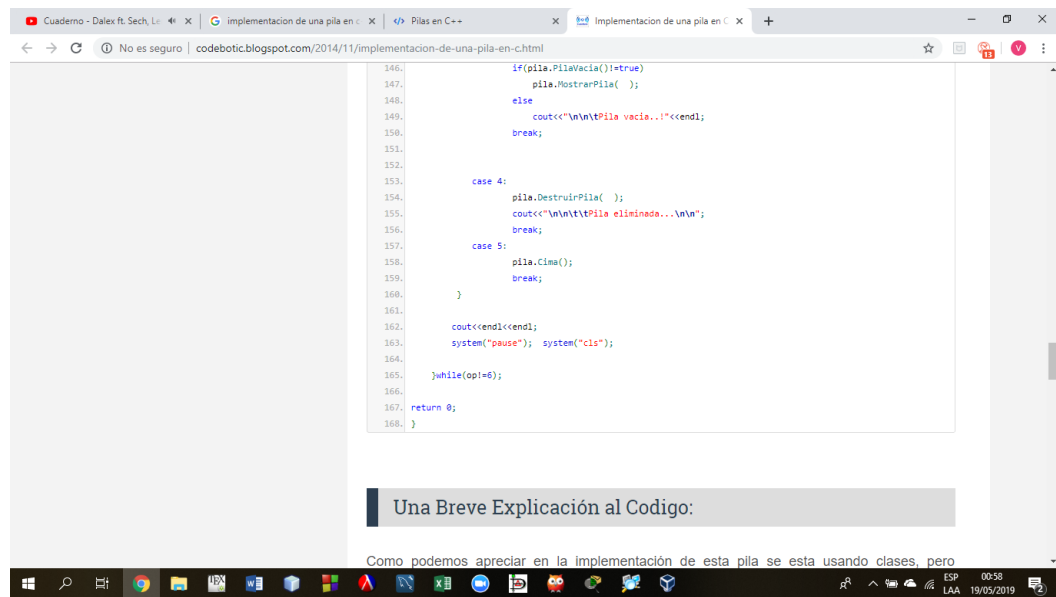 Cuaderno - Dalex ft. Sech, Le
implementacion de una pila en c
Pilas en C++
Implementacion de una pila en C
No es seguro | codebotic.blogspot.com/2014/11/implementacion-de-una-pila-en-c.html
13
V
146. if(pila.PilaVacia()!=true)
147. pila.MostrarPila( );
148. else
149. cout<<"\n\n\tPila vacia..!"<<endl;
150. break;
151.
152.
153. case 4:
154. pila.DestruirPila( );
155. cout<<"\n\n\t\tPila eliminada...\n\n";
156. break;
157. case 5:
158. pila.Cima();
159. break;
160. }
161.
162. cout<<endl<<endl;
163. system("pause"); system("cls");
164.
165. }while(op!=6);
166.
167. return 0;
168. }
Una Breve Explicación al Codigo:
Como podemos apreciar en la implementación de esta pila se esta usando clases, pero
ESP
LAA
00:58
19/05/2019
2